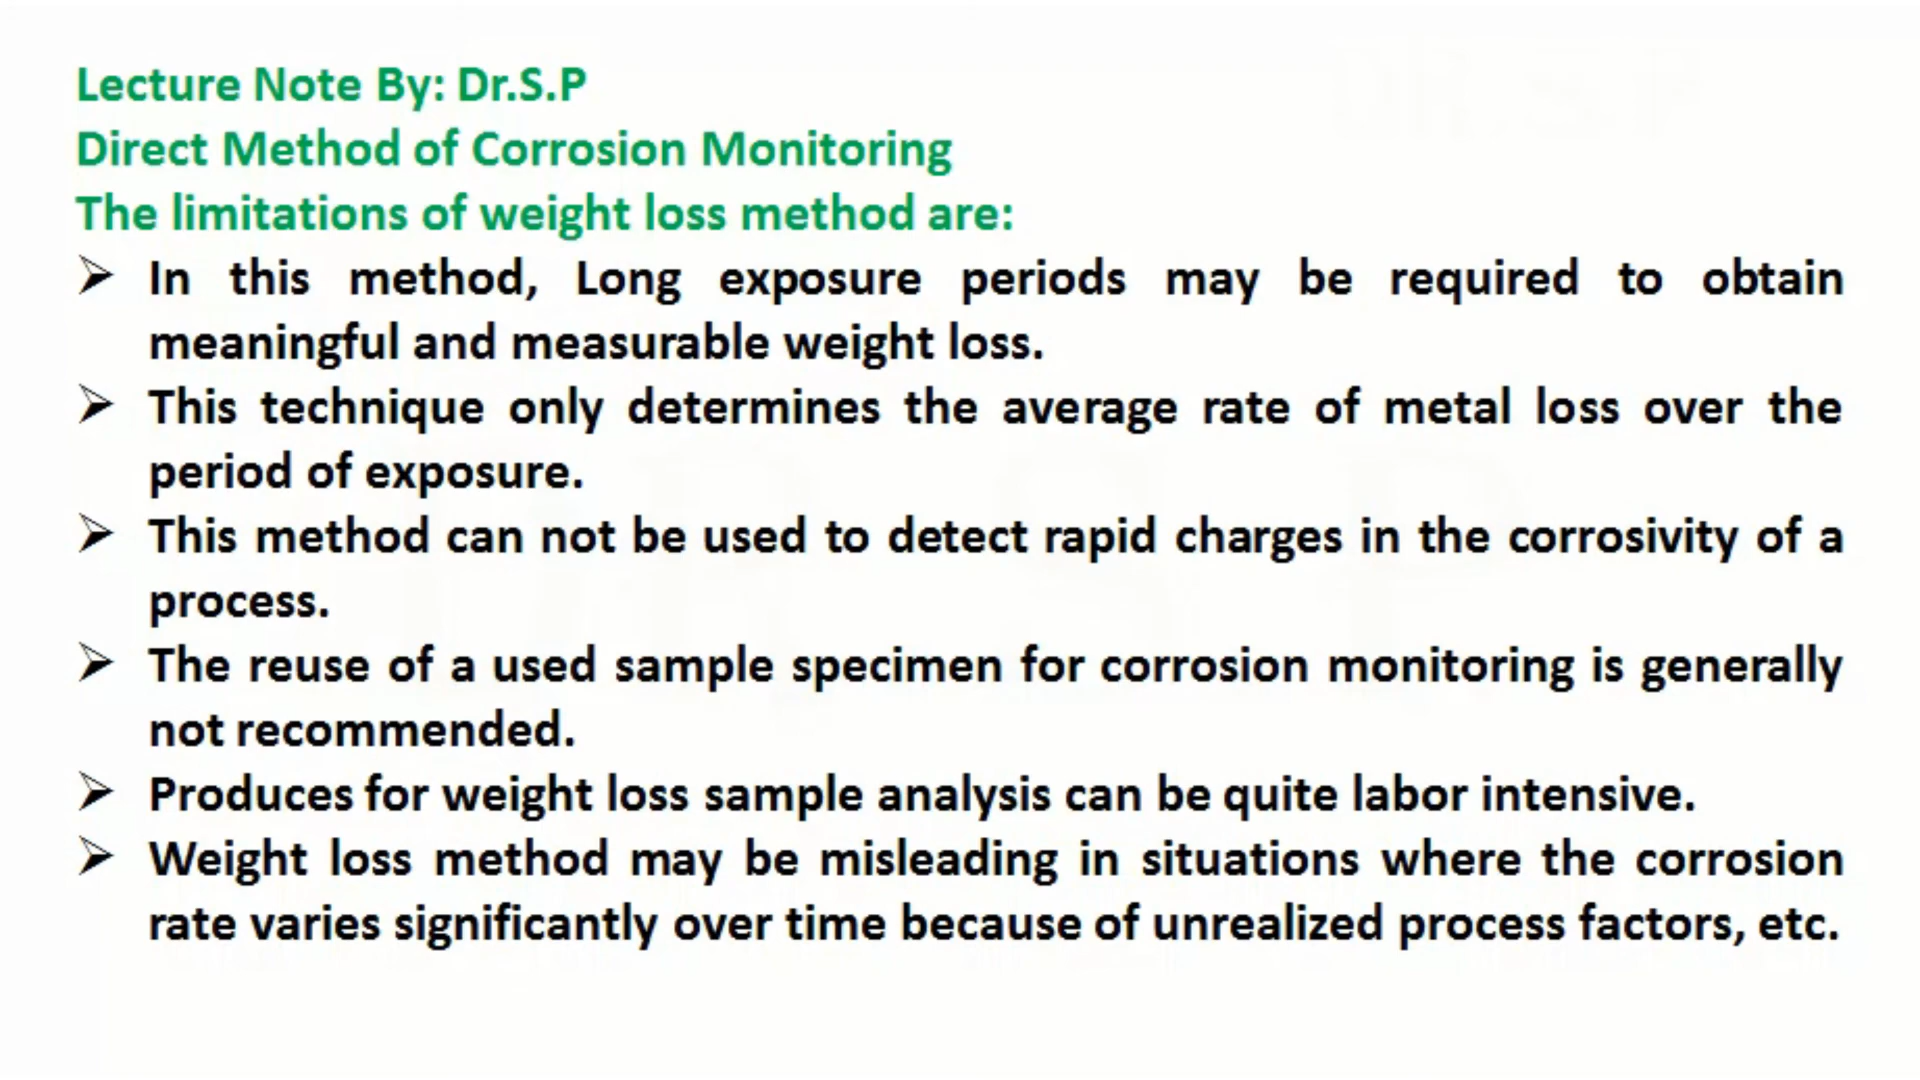 Lecture Note By: Dr.S.P
Direct Method of Corrosion Monitoring
The limitations of weight loss method are:
➢ In this method, Long exposure periods may be required to obtain
meaningful and measurable weight loss.
➢ This technique only determines the average rate of metal loss over the
period of exposure.
➢ This method can not be used to detect rapid charges in the corrosivity of a
process.
➢ The reuse of a used sample specimen for corrosion monitoring is generally
not recommended.
➢ Produces for weight loss sample analysis can be quite labor intensive.
➢ Weight loss method may be misleading in situations where the corrosion
rate varies significantly over time because of unrealized process factors, etc.